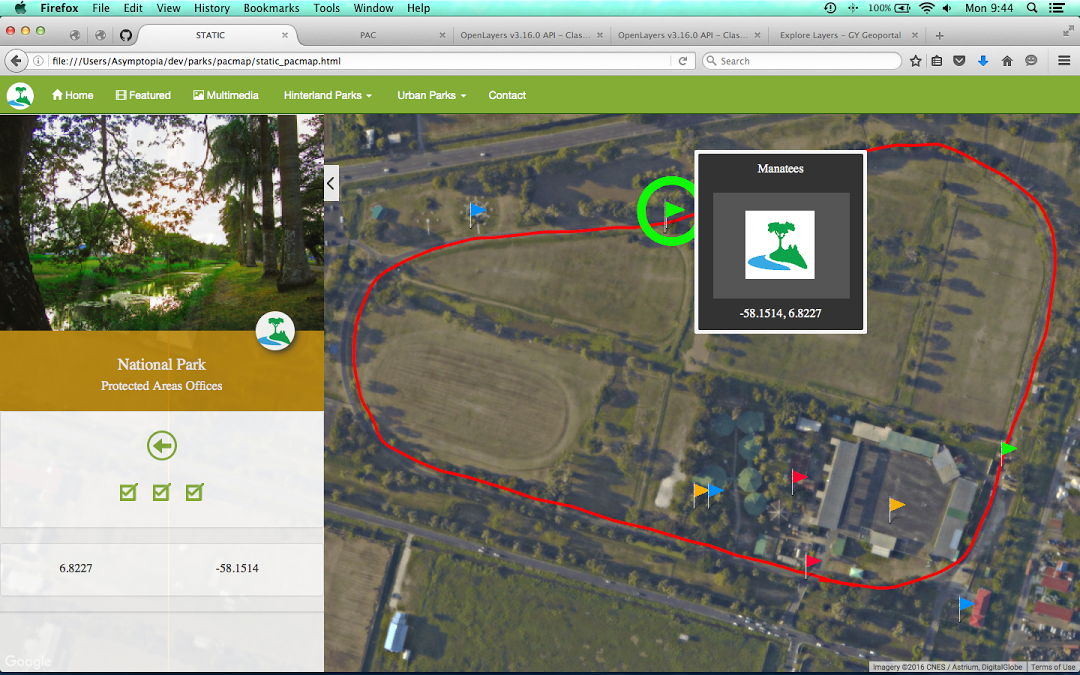 Firefox File Edit View History Bookmarks Tools Window Help 100% Mon 9:44
STATIC PAC OpenLayers v3.16.0 API - Clas... OpenLayers v3.16.0 API - Clas... Explore Layers - GY Geoportal
file:///Users/Asymptopia/dev/parks/pacmap/static_pacmap.html Search
Home Featured Multimedia Hinterland Parks Urban Parks Contact
Manatees
-58.1514, 6.8227
National Park
Protected Areas Offices
6.8227 -58.1514
Google
Imagery ©2016 CNES / Astrium, DigitalGlobe Terms of Use